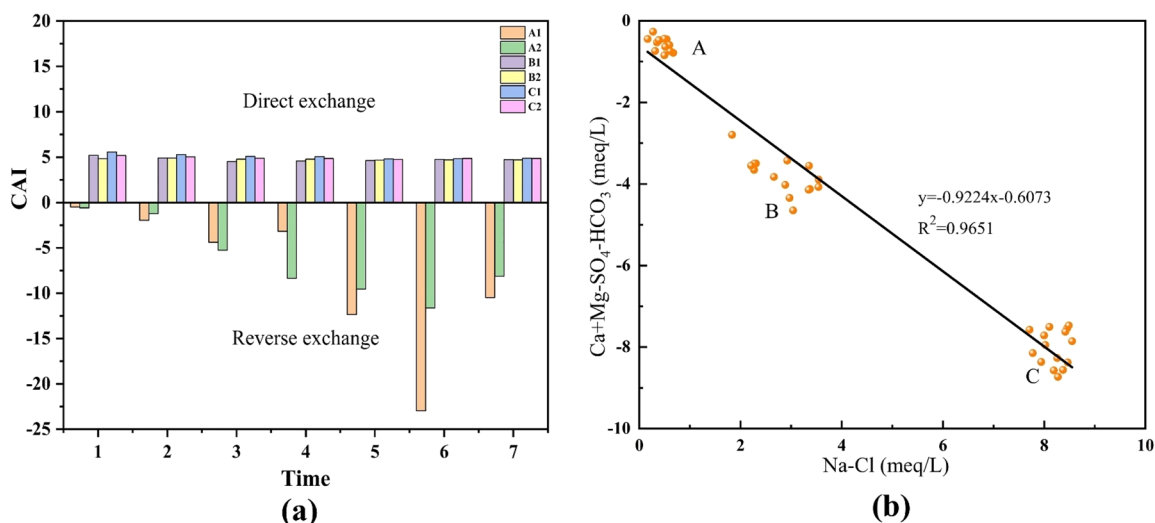 20
15
10
5
0
-5
-10
-15
-20
-25
CAI
A1
A2
B1
B2
C1
C2
Direct exchange
Reverse exchange
1 2 3 4 5 6 7
Time
(a)
0
-2
-4
-6
-8
-10
Ca+Mg-SO₄-HCO₃ (meq/L)
A
B
C
y=-0.9224x-0.6073
R²=0.9651
0 2 4 6 8 10
Na-Cl (meq/L)
(b)